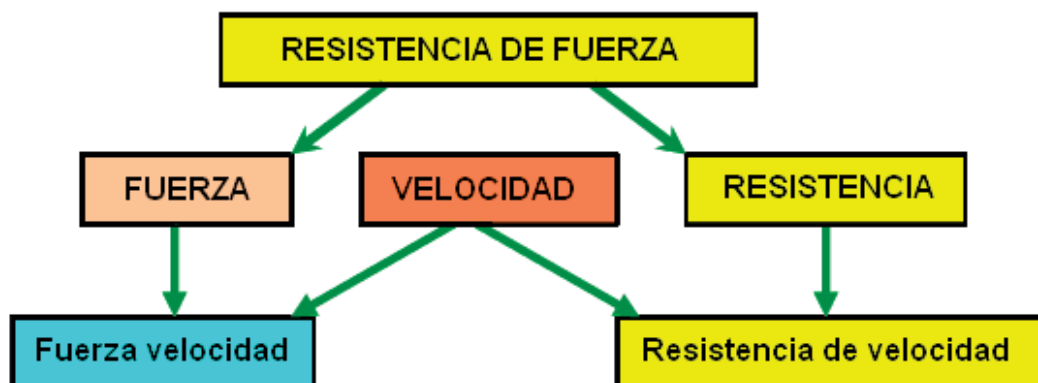 RESISTENCIA DE FUERZA
FUERZA
VELOCIDAD
RESISTENCIA
Fuerza velocidad
Resistencia de velocidad